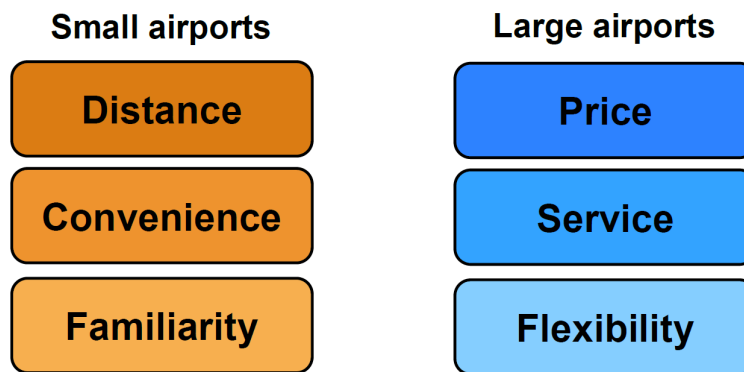 Small airports
Distance
Convenience
Familiarity
Large airports
Price
Service
Flexibility